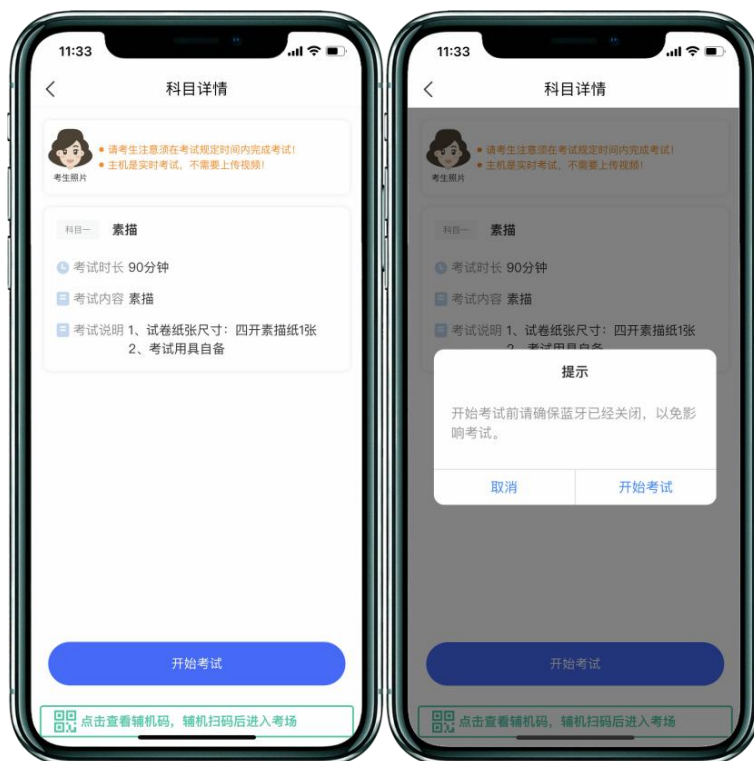 11:33
科目详情
考生照片
• 请考生注意须在考试规定时间内完成考试!
• 主机是实时考试，不需要上传视频!
科目一 素描
考试时长 90分钟
考试内容 素描
考试说明 1、试卷纸张尺寸：四开素描纸1张
2、考试用具自备
开始考试
点击查看辅机码，辅机扫码后进入考场
11:33
科目详情
考生照片
• 请考生注意须在考试规定时间内完成考试!
• 主机是实时考试，不需要上传视频!
科目一 素描
考试时长 90分钟
考试内容 素描
考试说明 1、试卷纸张尺寸：四开素描纸1张
2、考试用具自备
提示
开始考试前请确保蓝牙已经关闭，以免影
响考试。
取消 开始考试
开始考试
点击查看辅机码，辅机扫码后进入考场